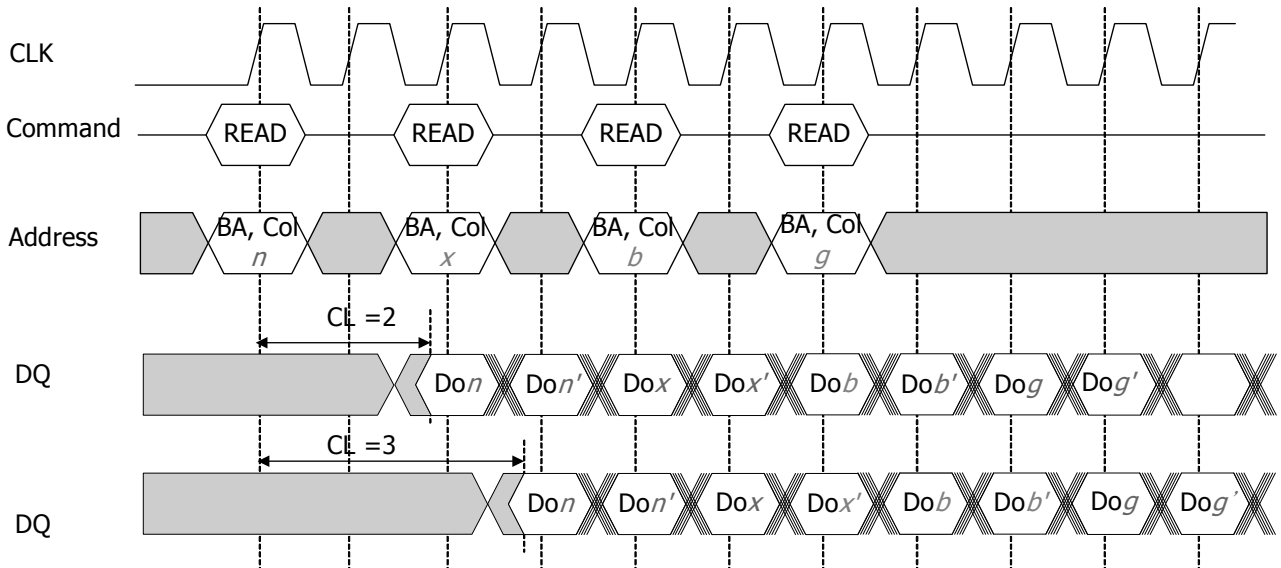 CLK
Command READ READ READ READ
Address BA, Col BA, Col BA, Col BA, Col
n x b g
CL =2
DQ Don Don' Dox Dox' Dob Dob' Dog Dog'
CL =3
DQ Don Don' Dox Dox' Dob Dob' Dog Dog'